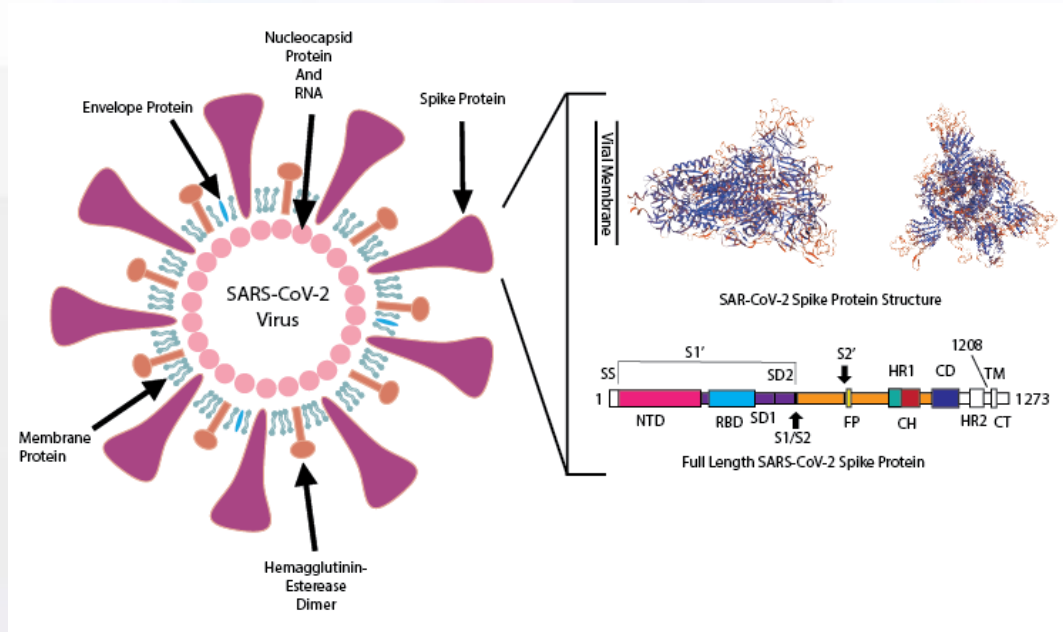 Nucleocapsid
Protein
And
RNA
Envelope Protein
Spike Protein
SARS-CoV-2
Virus
Membrane
Protein
Hemagglutinin-
Esterease
Dimer
Viral Membrane
SAR-CoV-2 Spike Protein Structure
S1' S2' 1208
SS SD2 HR1 CD TM
1 1273
NTD RBD SD1 FP CH HR2 CT
S1/S2
Full Length SARS-CoV-2 Spike Protein